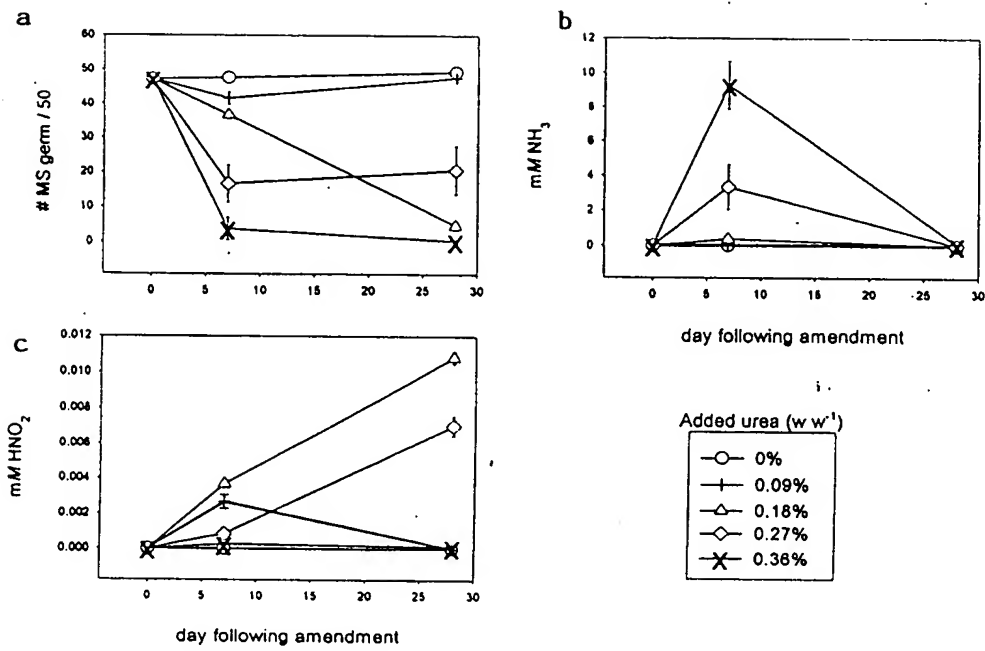 a
60
50
40
30
20
10
0
# MS germ / 50
0 5 10 15 20 25 30
b
12
10
8
6
4
2
0
mM NH3
0 5 10 15 20 25 30
day following amendment
c
0.012
0.010
0.008
0.006
0.004
0.002
0.000
mM HNO2
0 5 10 15 20 25 30
day following amendment
Added urea (w w-1)
0%
0.09%
0.18%
0.27%
0.36%